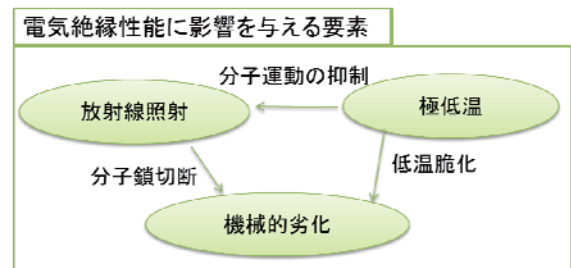 電気絶縁性能に影響を与える要素
分子運動の抑制
放射線照射
極低温
分子鎖切断
低温脆化
機械的劣化